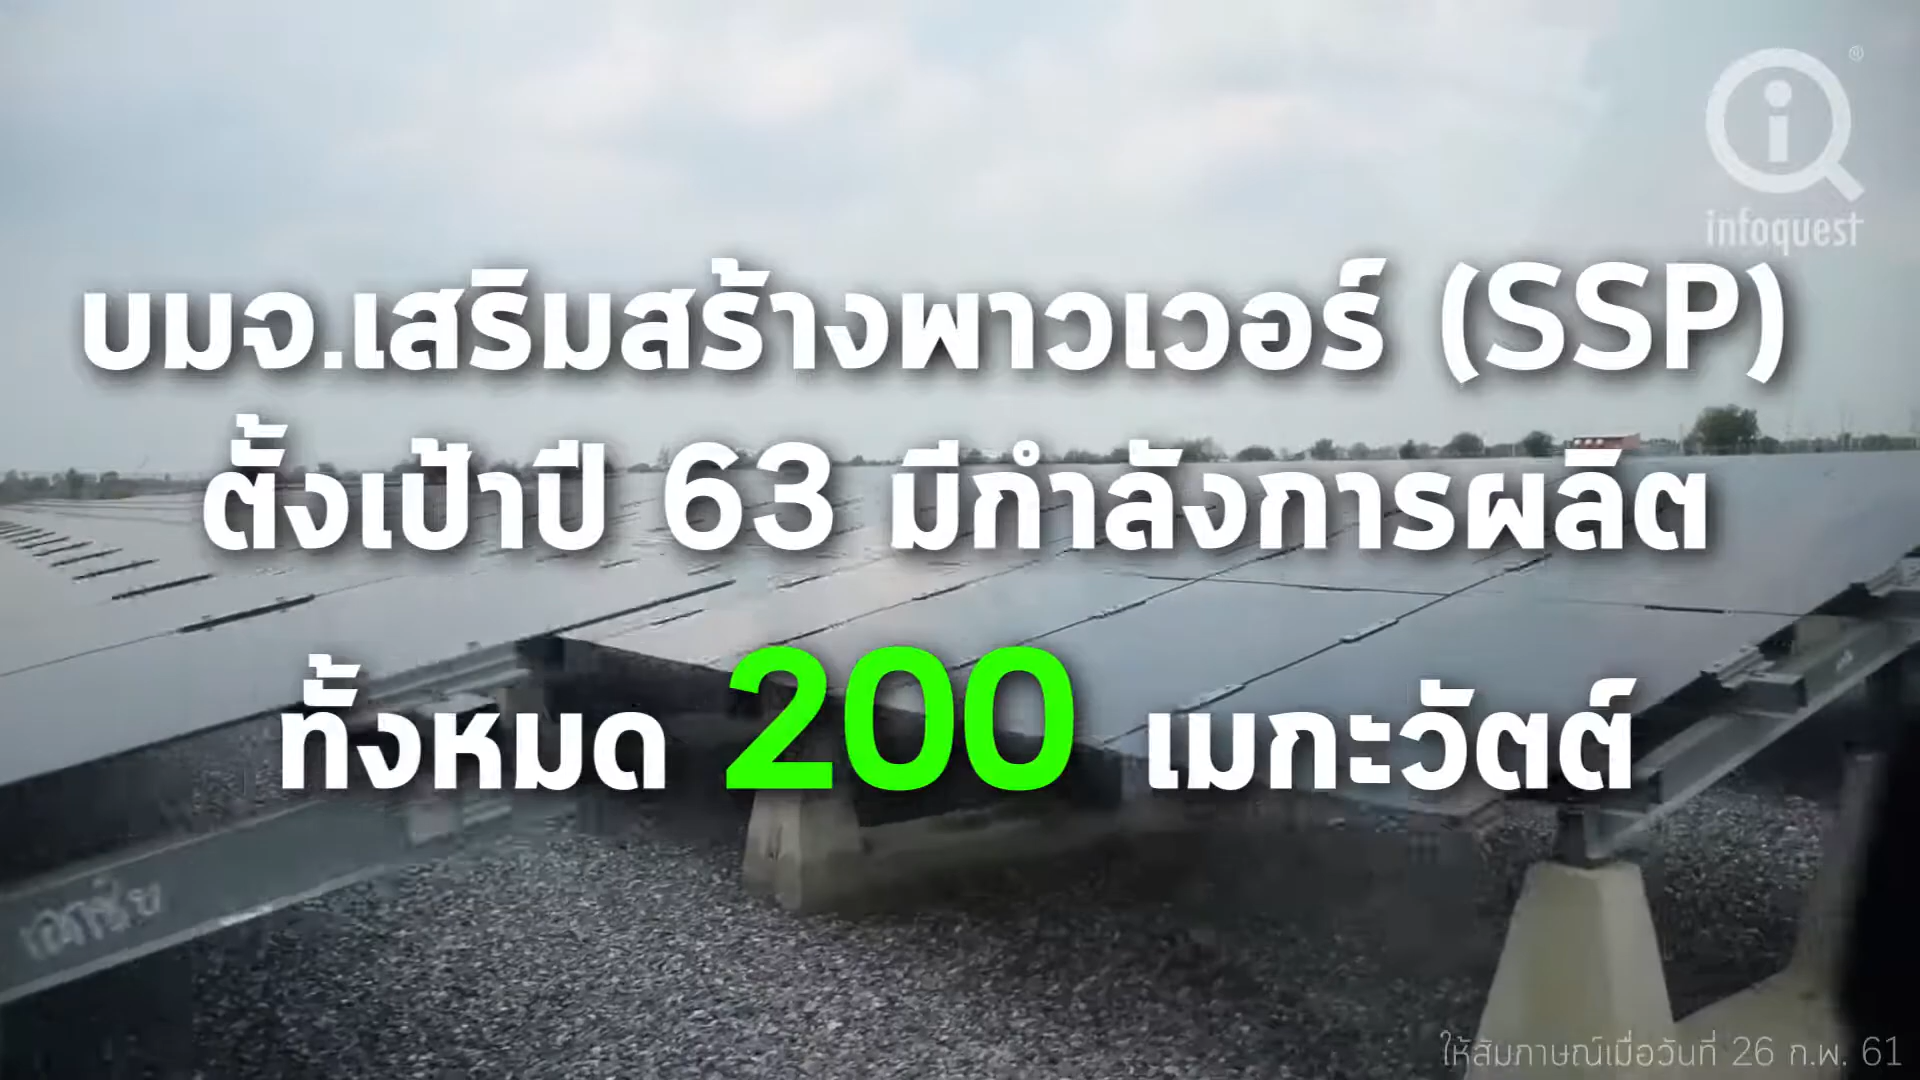 infoquest
บมจ.เสริมสร้างพาวเวอร์ (SSP)
ตั้งเป้าปี 63 มีกำลังการผลิต
ทั้งหมด 200 เมกะวัตต์
ให้สัมภาษณ์เมื่อวันที่ 26 ก.พ. 61